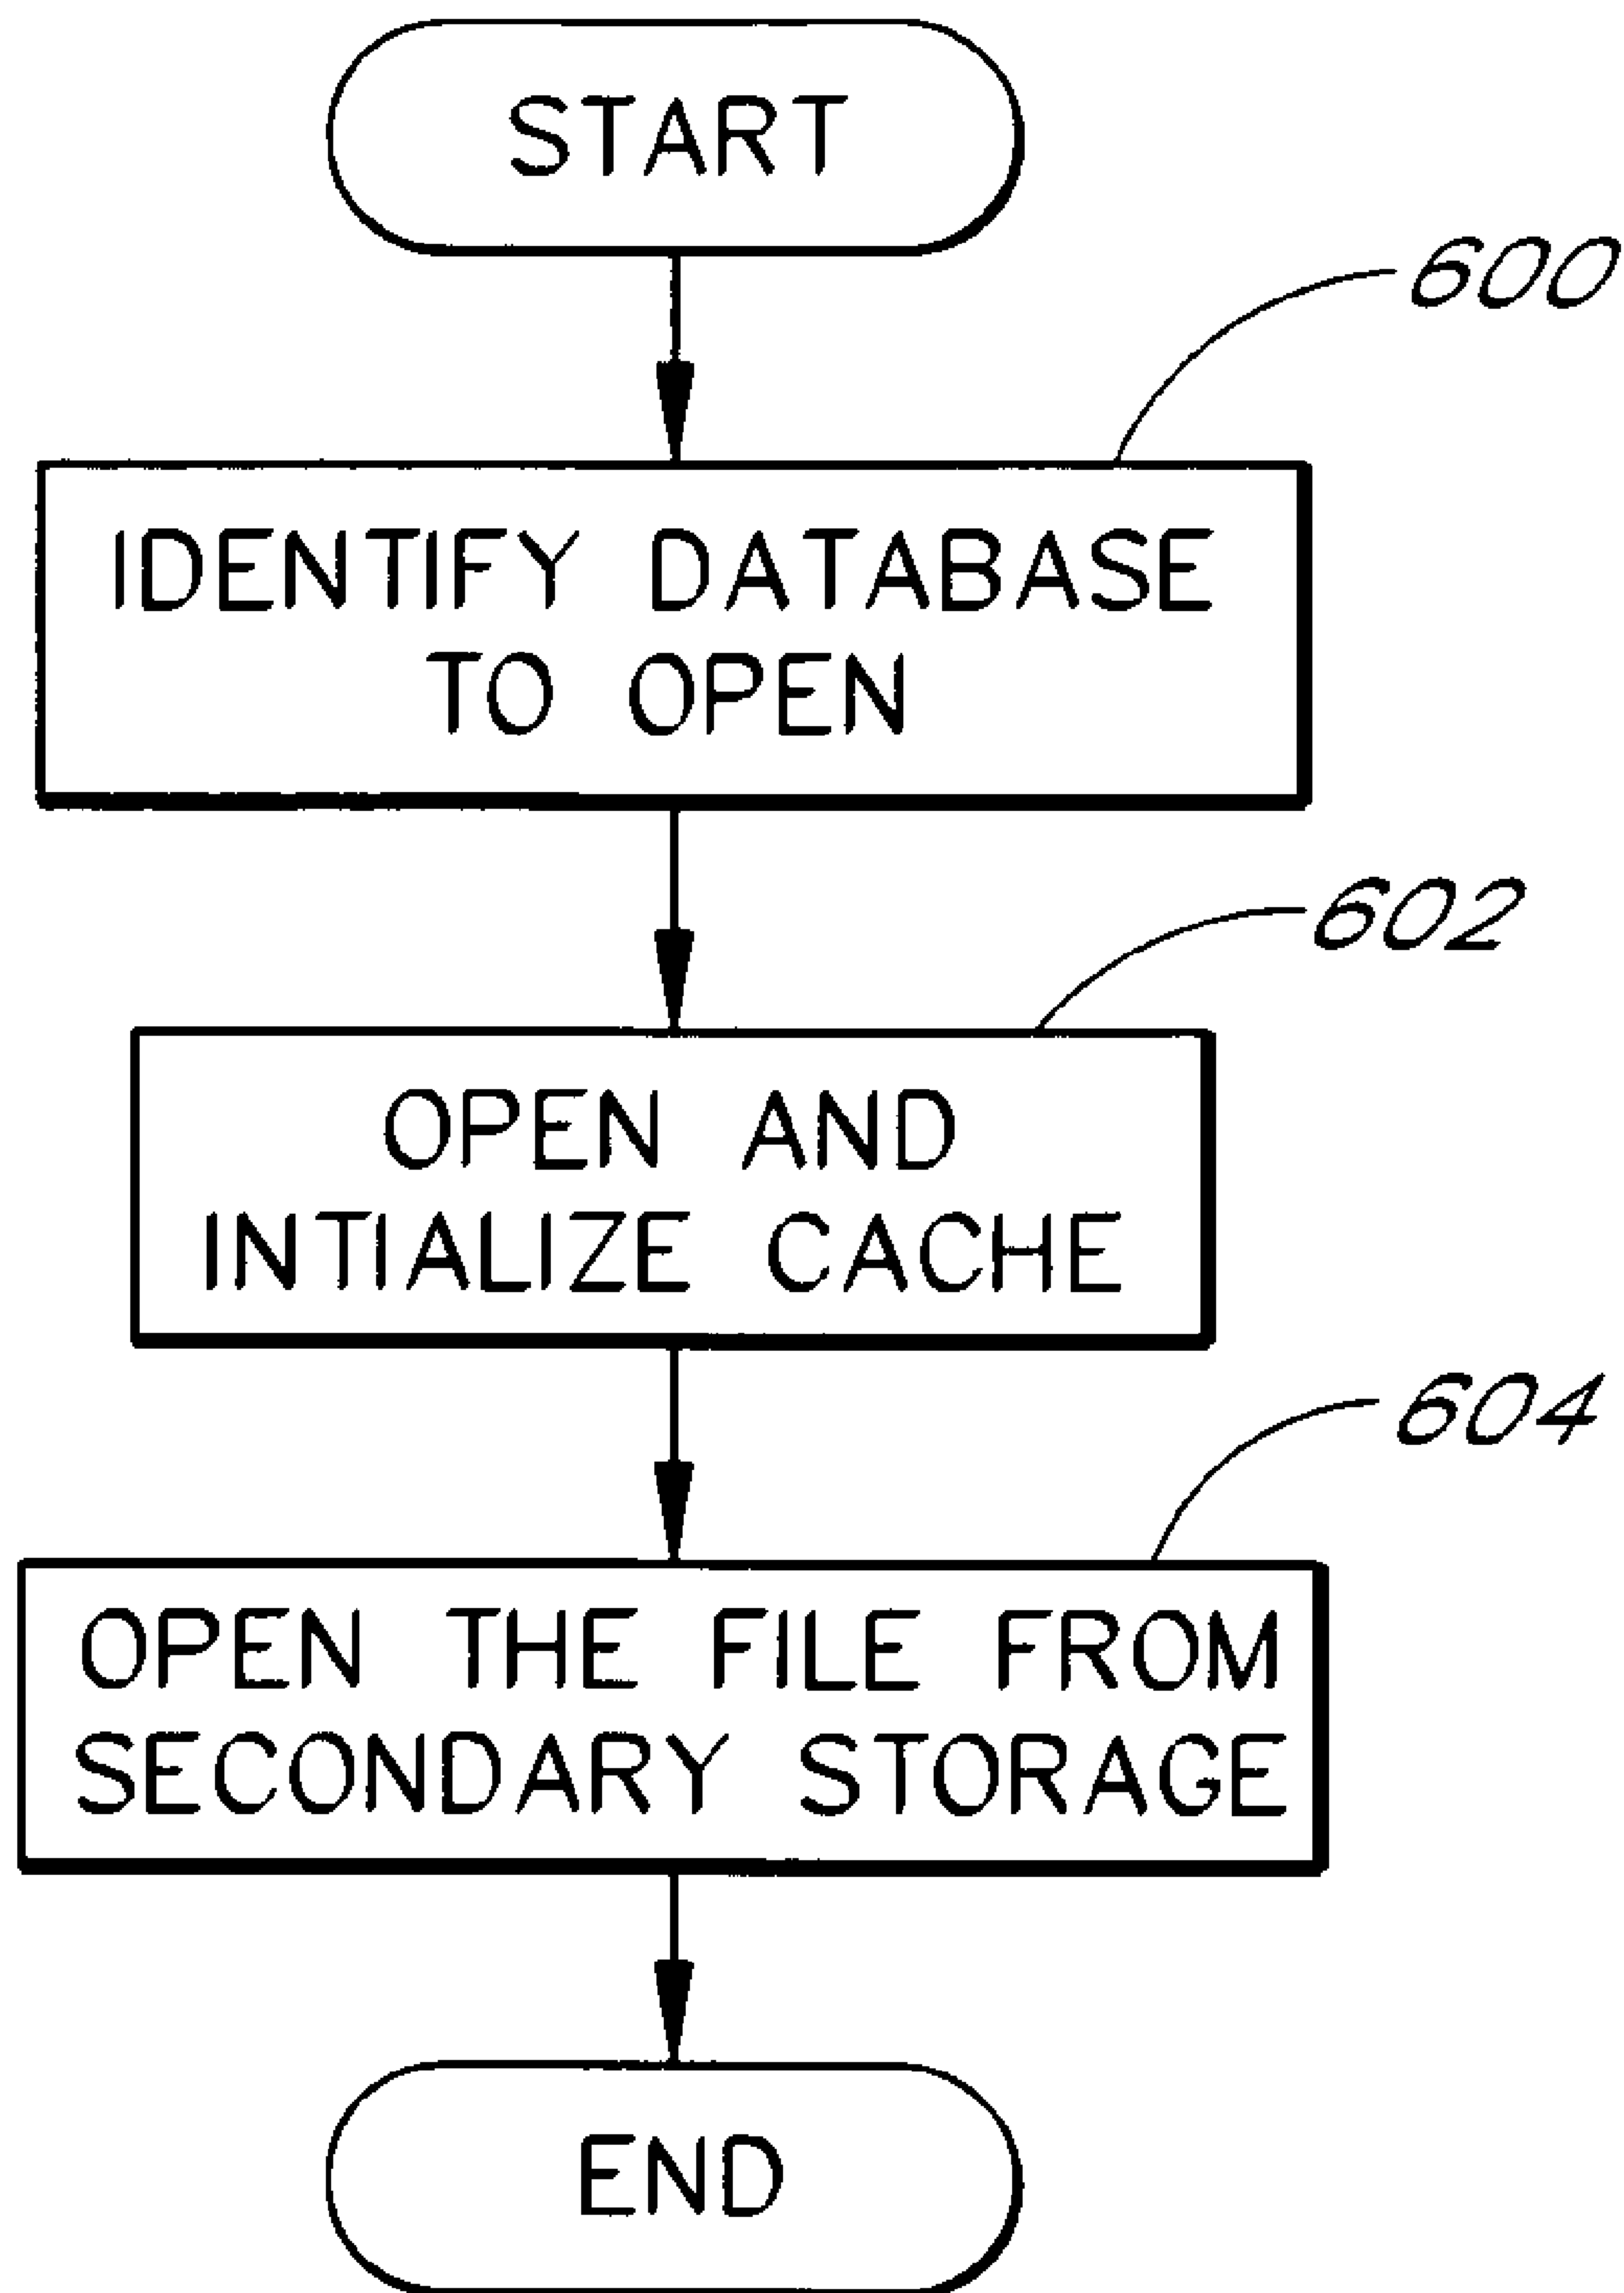 START
600
IDENTIFY DATABASE
TO OPEN
602
OPEN AND
INTIALIZE CACHE
604
OPEN THE FILE FROM
SECONDARY STORAGE
END